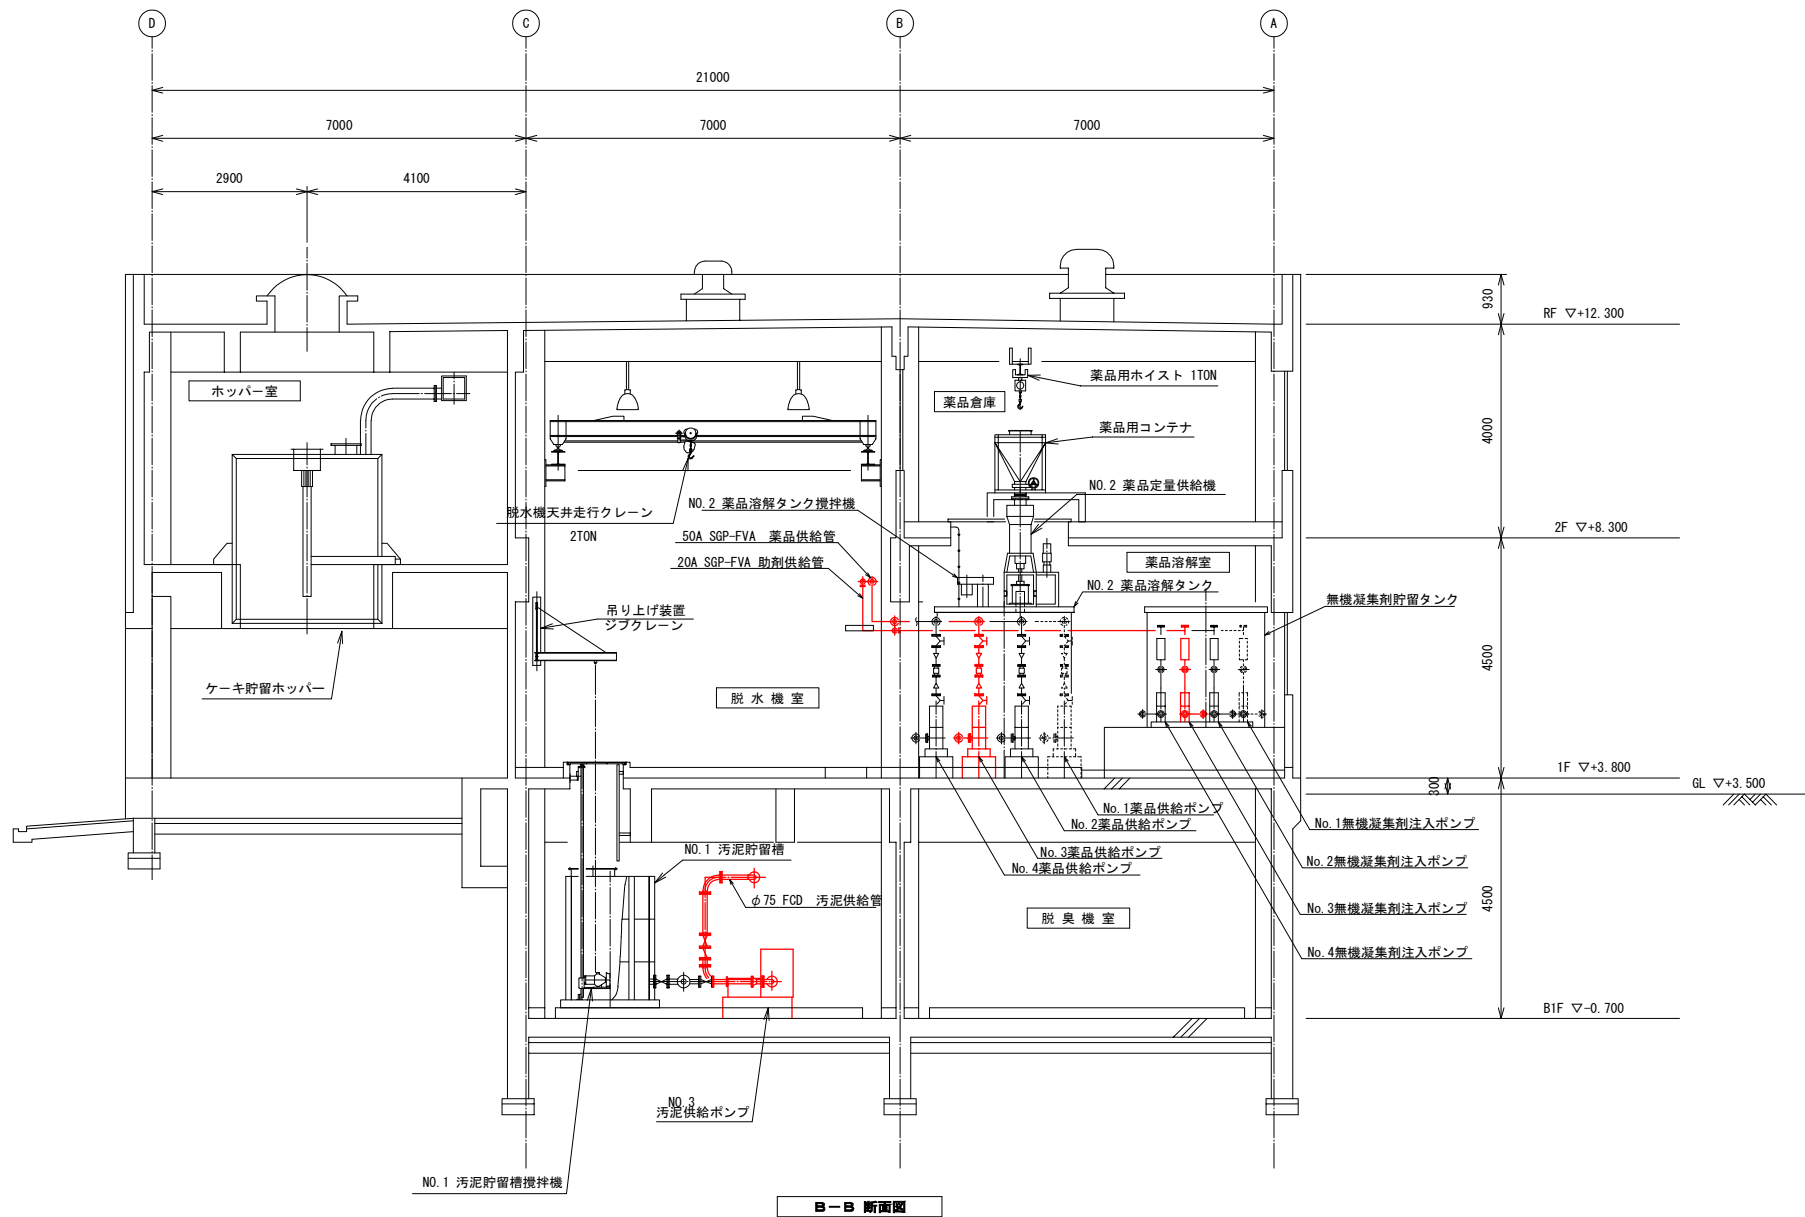 D
C
B
A
21000
7000
7000
7000
2900
4100
930
RF ▽+12.300
ホッパー室
薬品用ホイスト 1TON
薬品倉庫
4000
薬品用コンテナ
NO.2 薬品定量供給機
NO.2 薬品溶解タンク攪拌機
脱水機天井走行クレーン
2TON
2F ▽+8.300
50A SGP-FVA 薬品供給管
20A SGP-FVA 助剤供給管
薬品溶解室
NO.2 薬品溶解タンク
無機凝集剤貯留タンク
吊り上げ装置
ジブクレーン
4500
ケーキ貯留ホッパー
脱 水 機 室
1F ▽+3.800
300
GL ▽+3.500
No.1薬品供給ポンプ
No.2薬品供給ポンプ
No.3薬品供給ポンプ
No.4薬品供給ポンプ
No.1無機凝集剤注入ポンプ
No.2無機凝集剤注入ポンプ
No.3無機凝集剤注入ポンプ
No.4無機凝集剤注入ポンプ
NO.1 汚泥貯留槽
φ75 FCD 汚泥供給管
4500
脱 臭 機 室
B1F ▽-0.700
NO.3
汚泥供給ポンプ
NO.1 汚泥貯留槽攪拌機
B－B 断面図